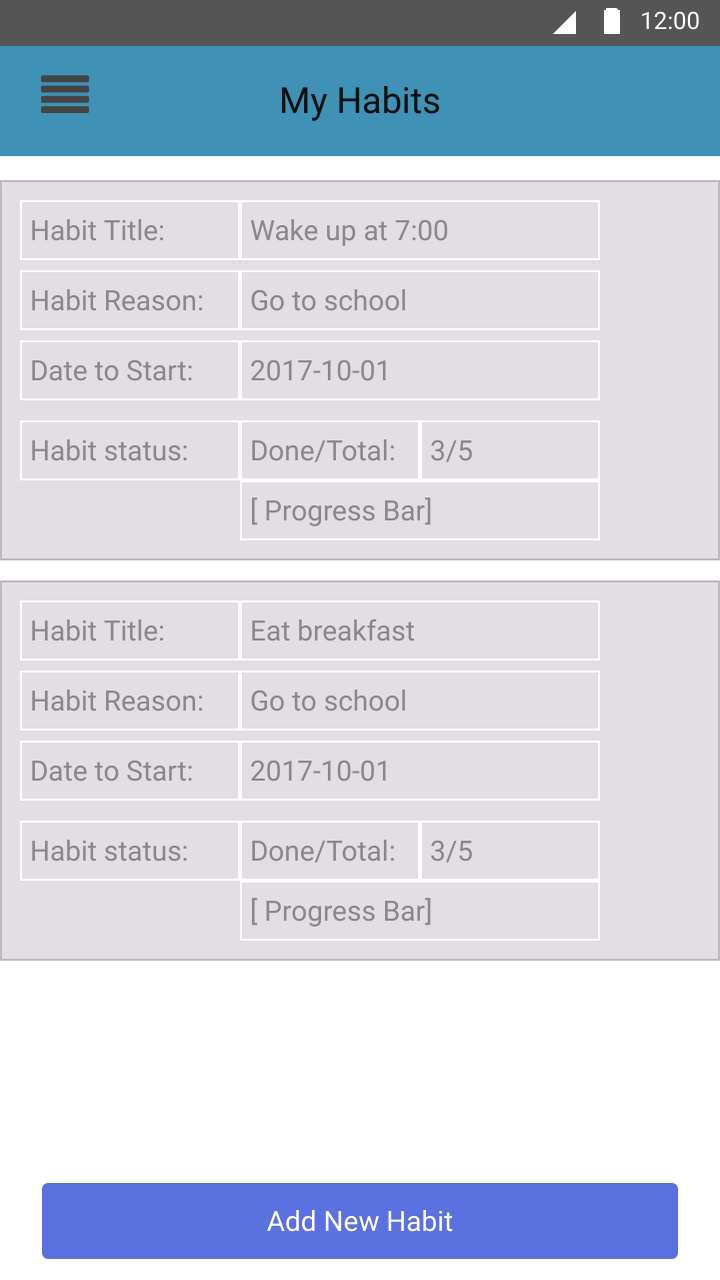 12:00
My Habits
Habit Title: Wake up at 7:00
Habit Reason: Go to school
Date to Start: 2017-10-01
Habit status: Done/Total: 3/5
[ Progress Bar]
Habit Title: Eat breakfast
Habit Reason: Go to school
Date to Start: 2017-10-01
Habit status: Done/Total: 3/5
[ Progress Bar]
Add New Habit